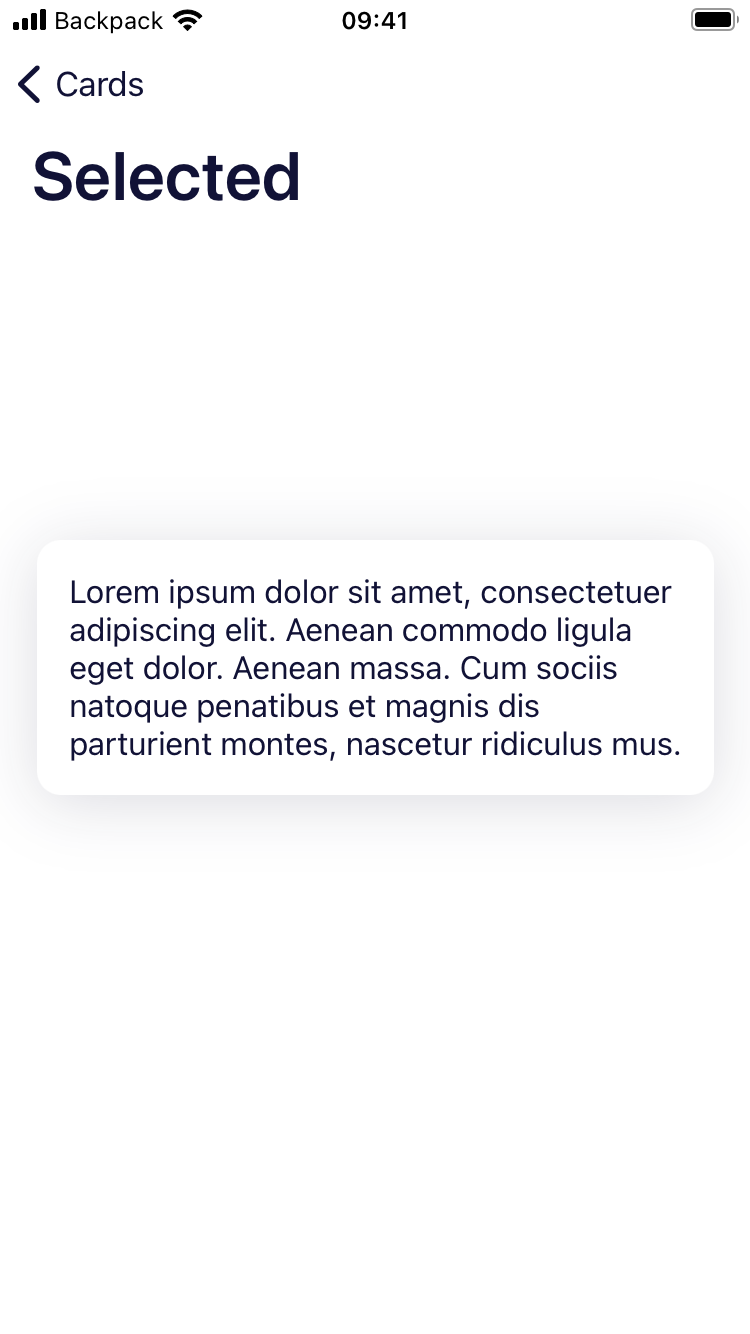 Backpack 09:41
Cards
Selected
Lorem ipsum dolor sit amet, consectetuer
adipiscing elit. Aenean commodo ligula
eget dolor. Aenean massa. Cum sociis
natoque penatibus et magnis dis
parturient montes, nascetur ridiculus mus.